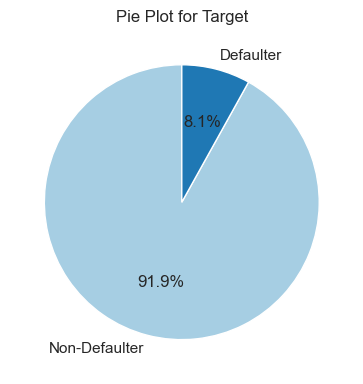 Pie Plot for Target
Defaulter
8.1%
91.9%
Non-Defaulter